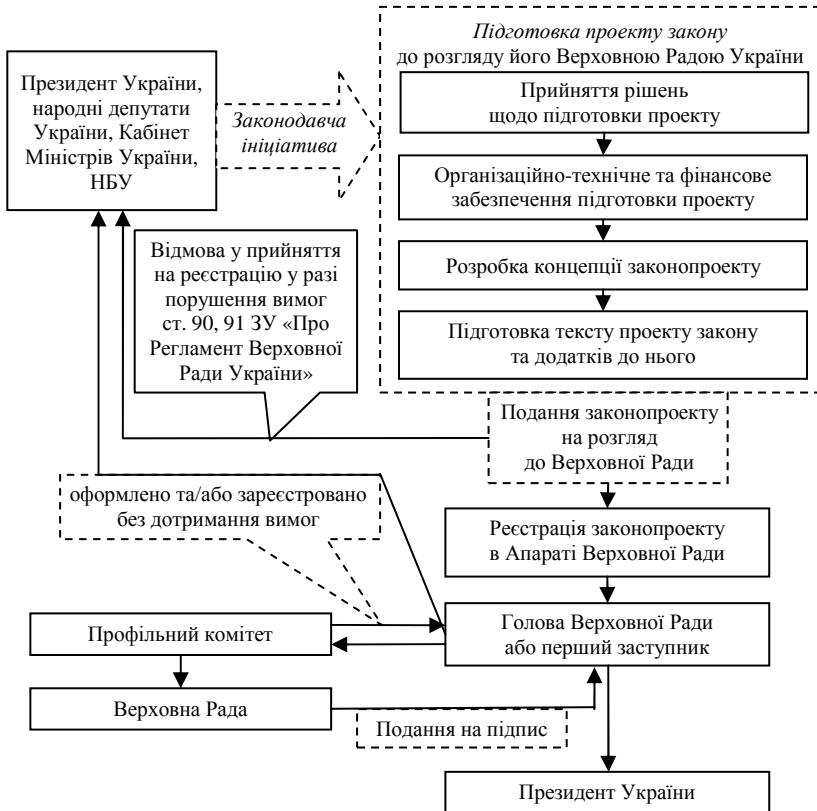 Підготовка проекту закону
до розгляду його Верховною Радою України
Президент України,
народні депутати
України, Кабінет
Міністрів України,
НБУ
Законодавча
ініціатива
Прийняття рішень
щодо підготовки проекту
Організаційно-технічне та фінансове
забезпечення підготовки проекту
Розробка концепції законопроекту
Підготовка тексту проекту закону
та додатків до нього
Відмова у прийняття
на реєстрацію у разі
порушення вимог
ст. 90, 91 ЗУ «Про
Регламент Верховної
Ради України»
Подання законопроекту
на розгляд
до Верховної Ради
оформлено та/або зареєстровано
без дотримання вимог
Реєстрація законопроекту
в Апараті Верховної Ради
Профільний комітет
Голова Верховної Ради
або перший заступник
Верховна Рада
Подання на підпис
Президент України